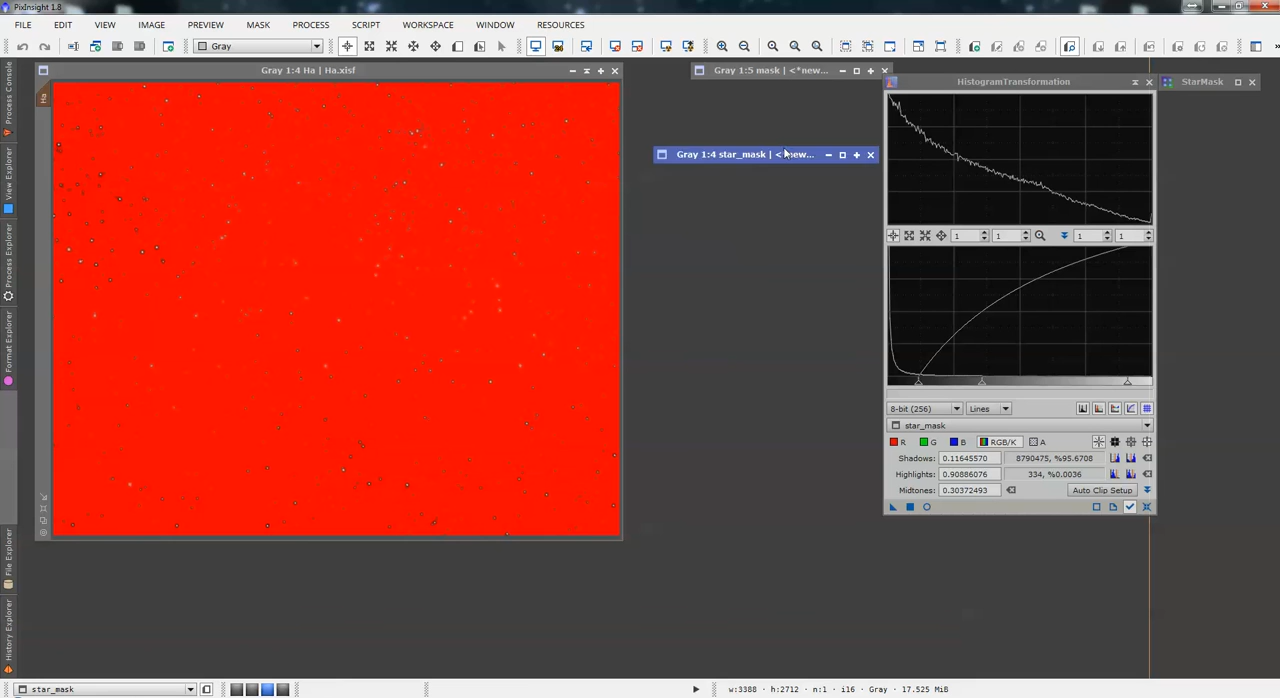 PixInsight 1.8
FILE EDIT VIEW IMAGE PREVIEW MASK PROCESS SCRIPT WORKSPACE WINDOW RESOURCES
Gray
Gray 1:4 Ha | Ha.xisf
Gray 1:5 mask | <*new...
HistogramTransformation
StarMask
Ha
Gray 1:4 star_mask |
Process Console
View Explorer
Process Explorer
Format Explorer
File Explorer
History Explorer
1 1 1 1
8-bit (256) Lines
star_mask
R G B RGB/K A
Shadows: 0.11645570 8790475, %95.6708
Highlights: 0.90886076 334, %0.0036
Midtones: 0.30372493 Auto Clip Setup
star_mask
w:3388 · h:2712 · n:1 · i16 · Gray · 17.525 MiB